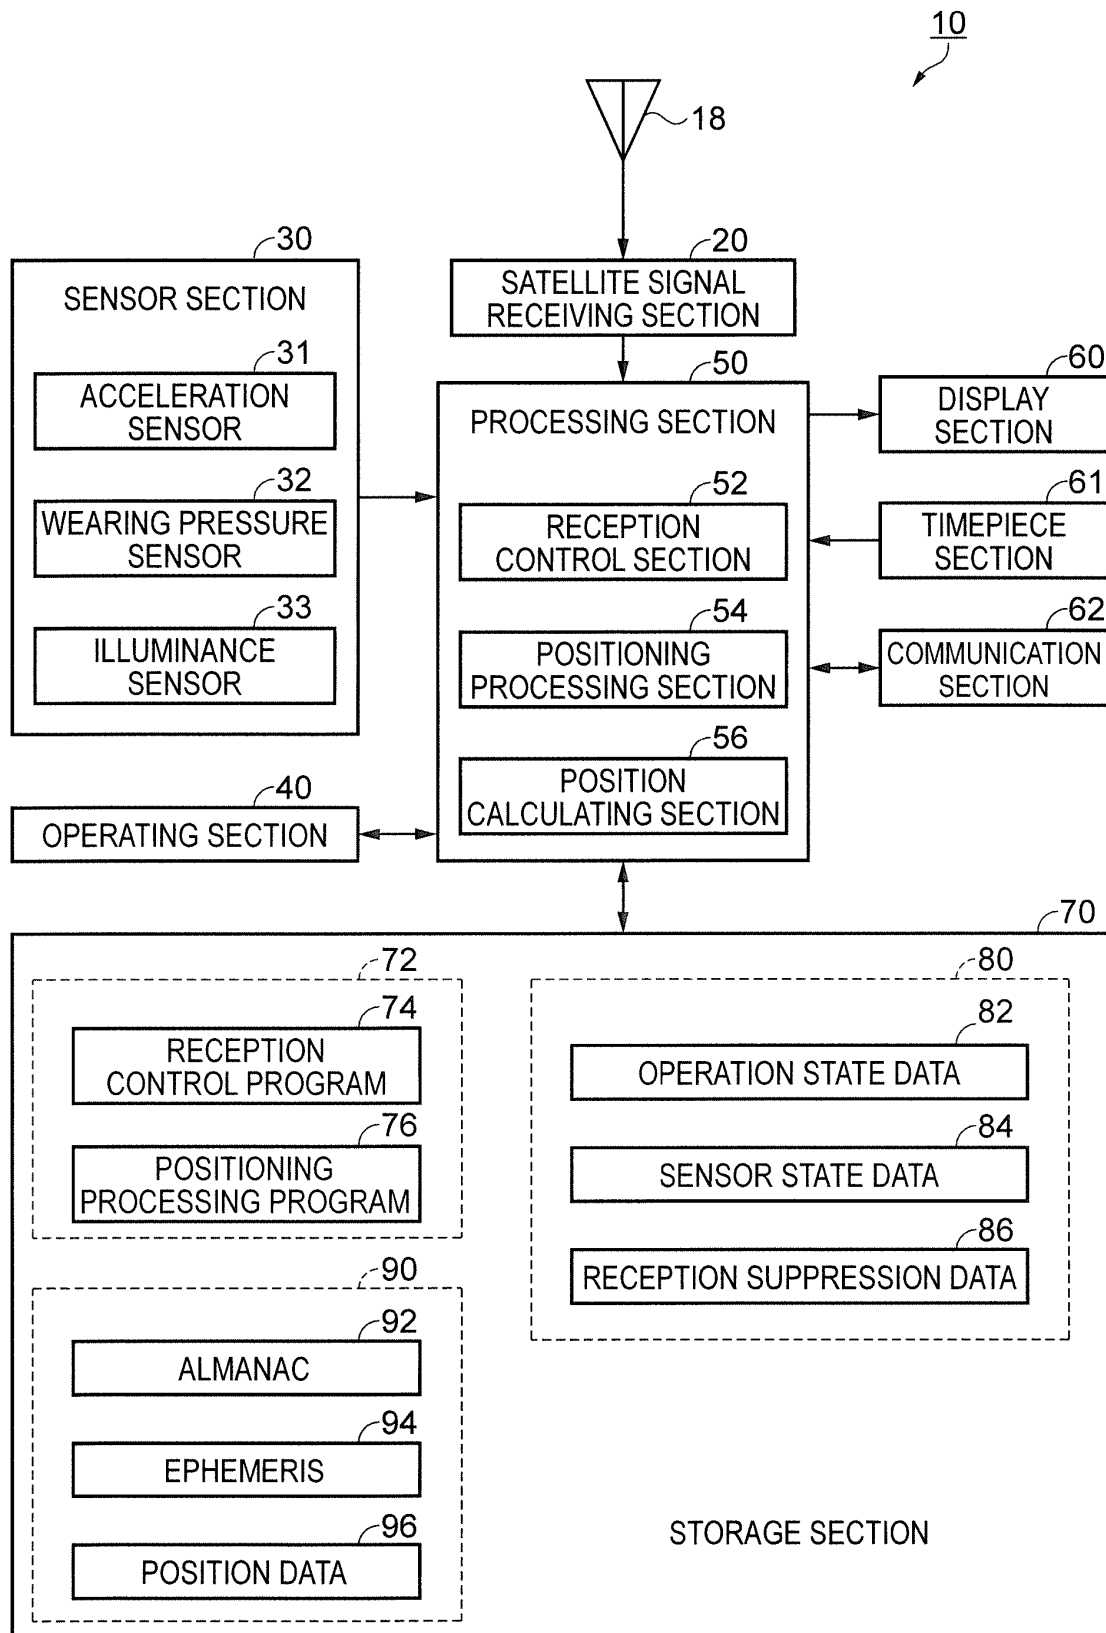 10
18
30
SENSOR SECTION
31
ACCELERATION
SENSOR
32
WEARING PRESSURE
SENSOR
33
ILLUMINANCE
SENSOR
40
OPERATING SECTION
20
SATELLITE SIGNAL
RECEIVING SECTION
50
PROCESSING SECTION
52
RECEPTION
CONTROL SECTION
54
POSITIONING
PROCESSING SECTION
56
POSITION
CALCULATING SECTION
60
DISPLAY
SECTION
61
TIMEPIECE
SECTION
62
COMMUNICATION
SECTION
70
72
74
RECEPTION
CONTROL PROGRAM
76
POSITIONING
PROCESSING PROGRAM
80
82
OPERATION STATE DATA
84
SENSOR STATE DATA
86
RECEPTION SUPPRESSION DATA
90
92
ALMANAC
94
EPHEMERIS
96
POSITION DATA
STORAGE SECTION